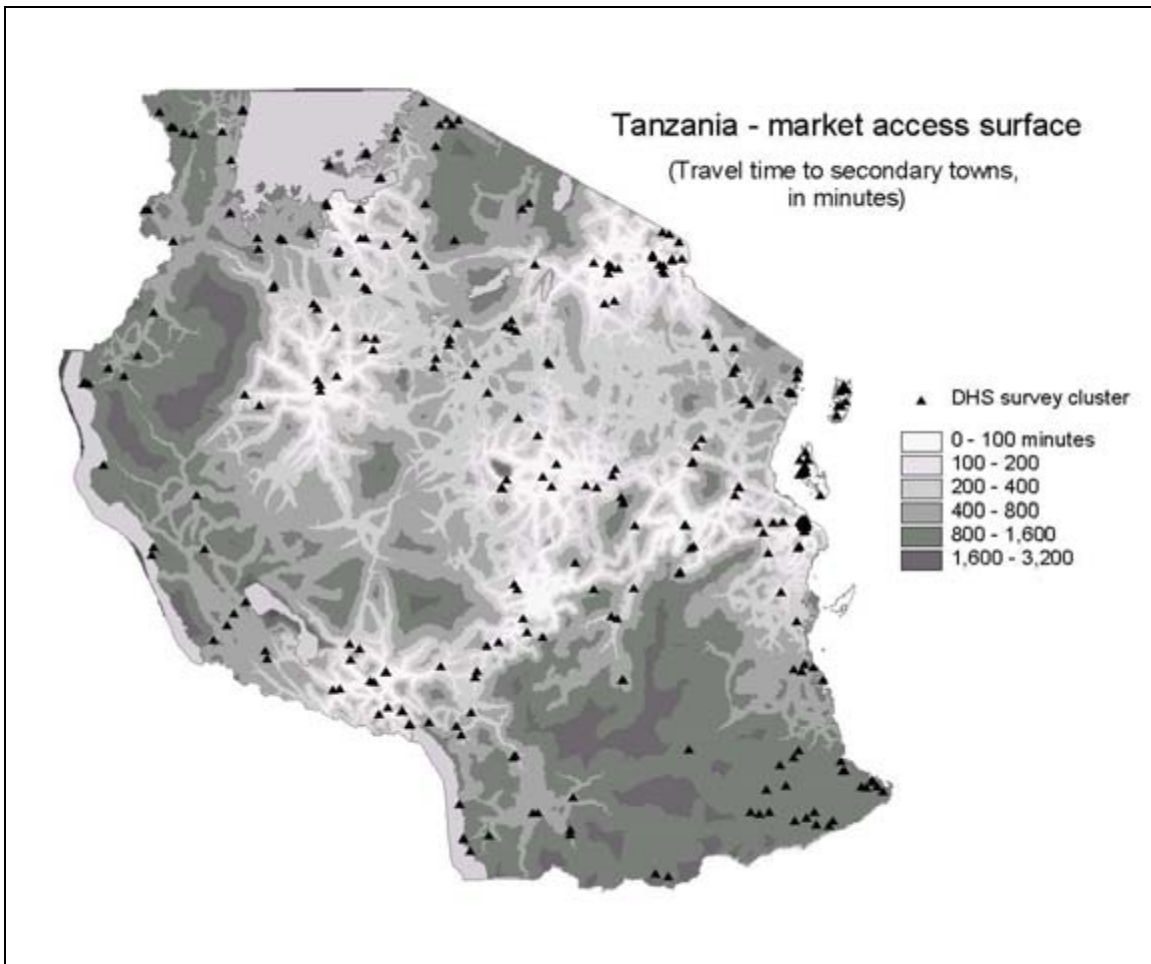 Tanzania - market access surface
(Travel time to secondary towns,
in minutes)
DHS survey cluster
0 - 100 minutes
100 - 200
200 - 400
400 - 800
800 - 1,600
1,600 - 3,200